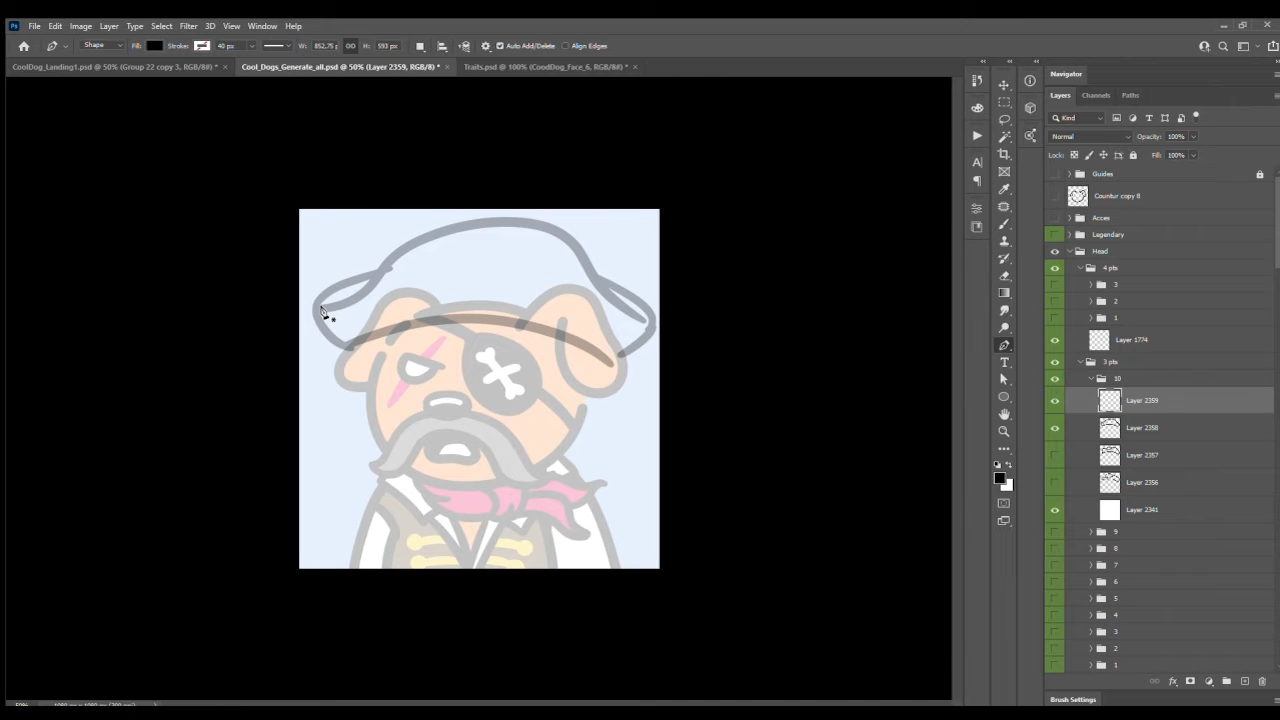 Ps File Edit Image Layer Type Select Filter 3D View Window Help
Shape Fill: Stroke: 40 px W: 852,75 p H: 593 px Auto Add/Delete Align Edges
CoolDog_Landing1.psd @ 50% (Group 22 copy 3, RGB/8#) * × Cool_Dogs_Generate_all.psd @ 50% (Layer 2359, RGB/8) * × Traits.psd @ 100% (CoodDog_Face_6, RGB/8#) * ×
Navigator
Layers Channels Paths
Kind
Normal Opacity: 100%
Lock: Fill: 100%
Guides
Countur copy 8
Acces
Legendary
Head
4 pts
3
2
1
Layer 1774
3 pts
10
Layer 2359
Layer 2358
Layer 2357
Layer 2356
Layer 2341
9
8
7
6
5
4
3
2
1
Brush Settings